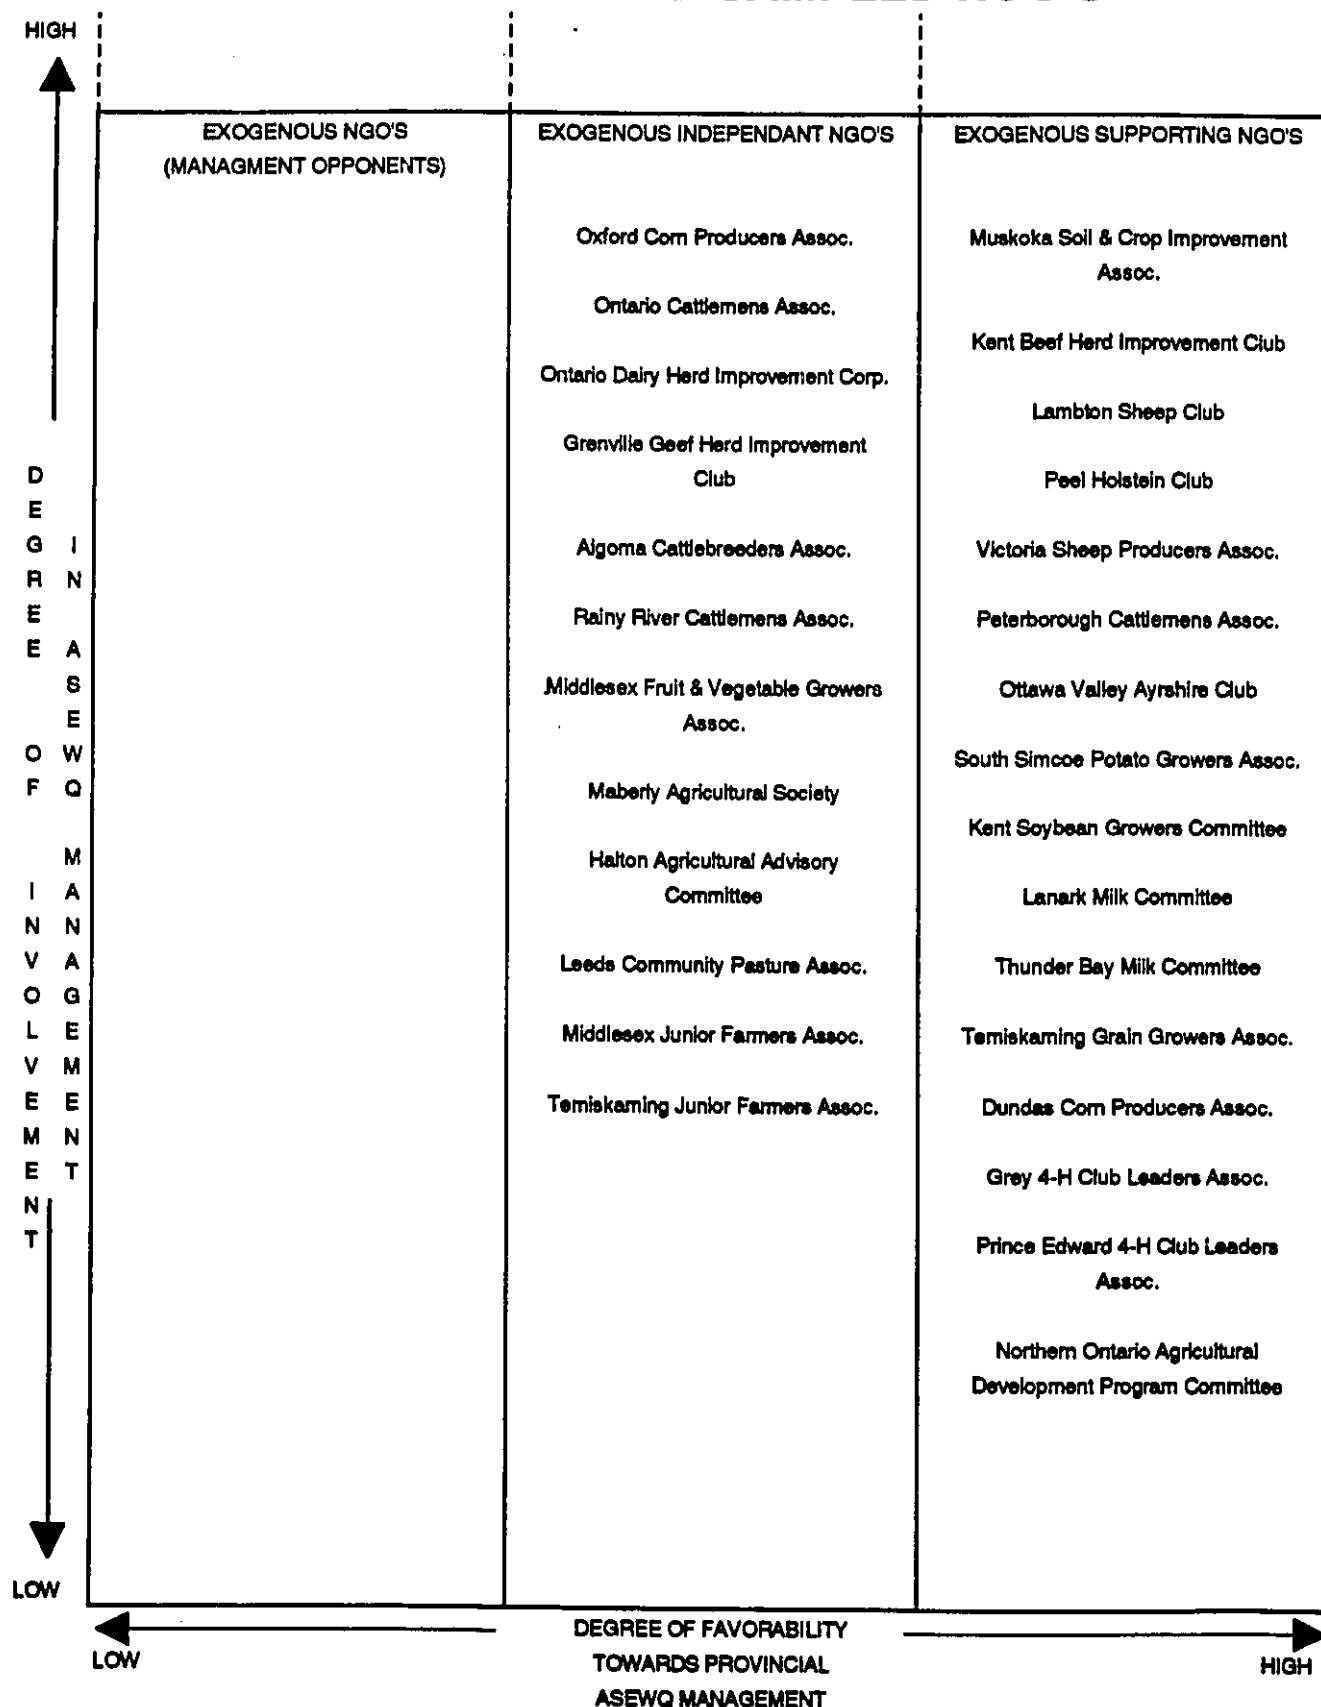 HIGH
EXOGENOUS NGO'S
(MANAGMENT OPPONENTS)
EXOGENOUS INDEPENDANT NGO'S
Oxford Corn Producers Assoc.
Ontario Cattlemens Assoc.
Ontario Dairy Herd Improvement Corp.
Grenville Geef Herd Improvement
Club
Algoma Cattlebreeders Assoc.
Rainy River Cattlemens Assoc.
Middlesex Fruit & Vegetable Growers
Assoc.
Maberly Agricultural Society
Halton Agricultural Advisory
Committee
Leeds Community Pasture Assoc.
Middlesex Junior Farmers Assoc.
Temiskaming Junior Farmers Assoc.
EXOGENOUS SUPPORTING NGO'S
Muskoka Soil & Crop Improvement
Assoc.
Kent Beef Herd Improvement Club
Lambton Sheep Club
Peel Holstein Club
Victoria Sheep Producers Assoc.
Peterborough Cattlemens Assoc.
Ottawa Valley Ayrshire Club
South Simcoe Potato Growers Assoc.
Kent Soybean Growers Committee
Lanark Milk Committee
Thunder Bay Milk Committee
Temiskaming Grain Growers Assoc.
Dundas Corn Producers Assoc.
Grey 4-H Club Leaders Assoc.
Prince Edward 4-H Club Leaders
Assoc.
Northern Ontario Agricultural
Development Program Committee
DEGREE OF INVOLVEMENT
IN ASEWQ MANAGEMENT
LOW
LOW
DEGREE OF FAVORABILITY
TOWARDS PROVINCIAL
ASEWQ MANAGEMENT
HIGH